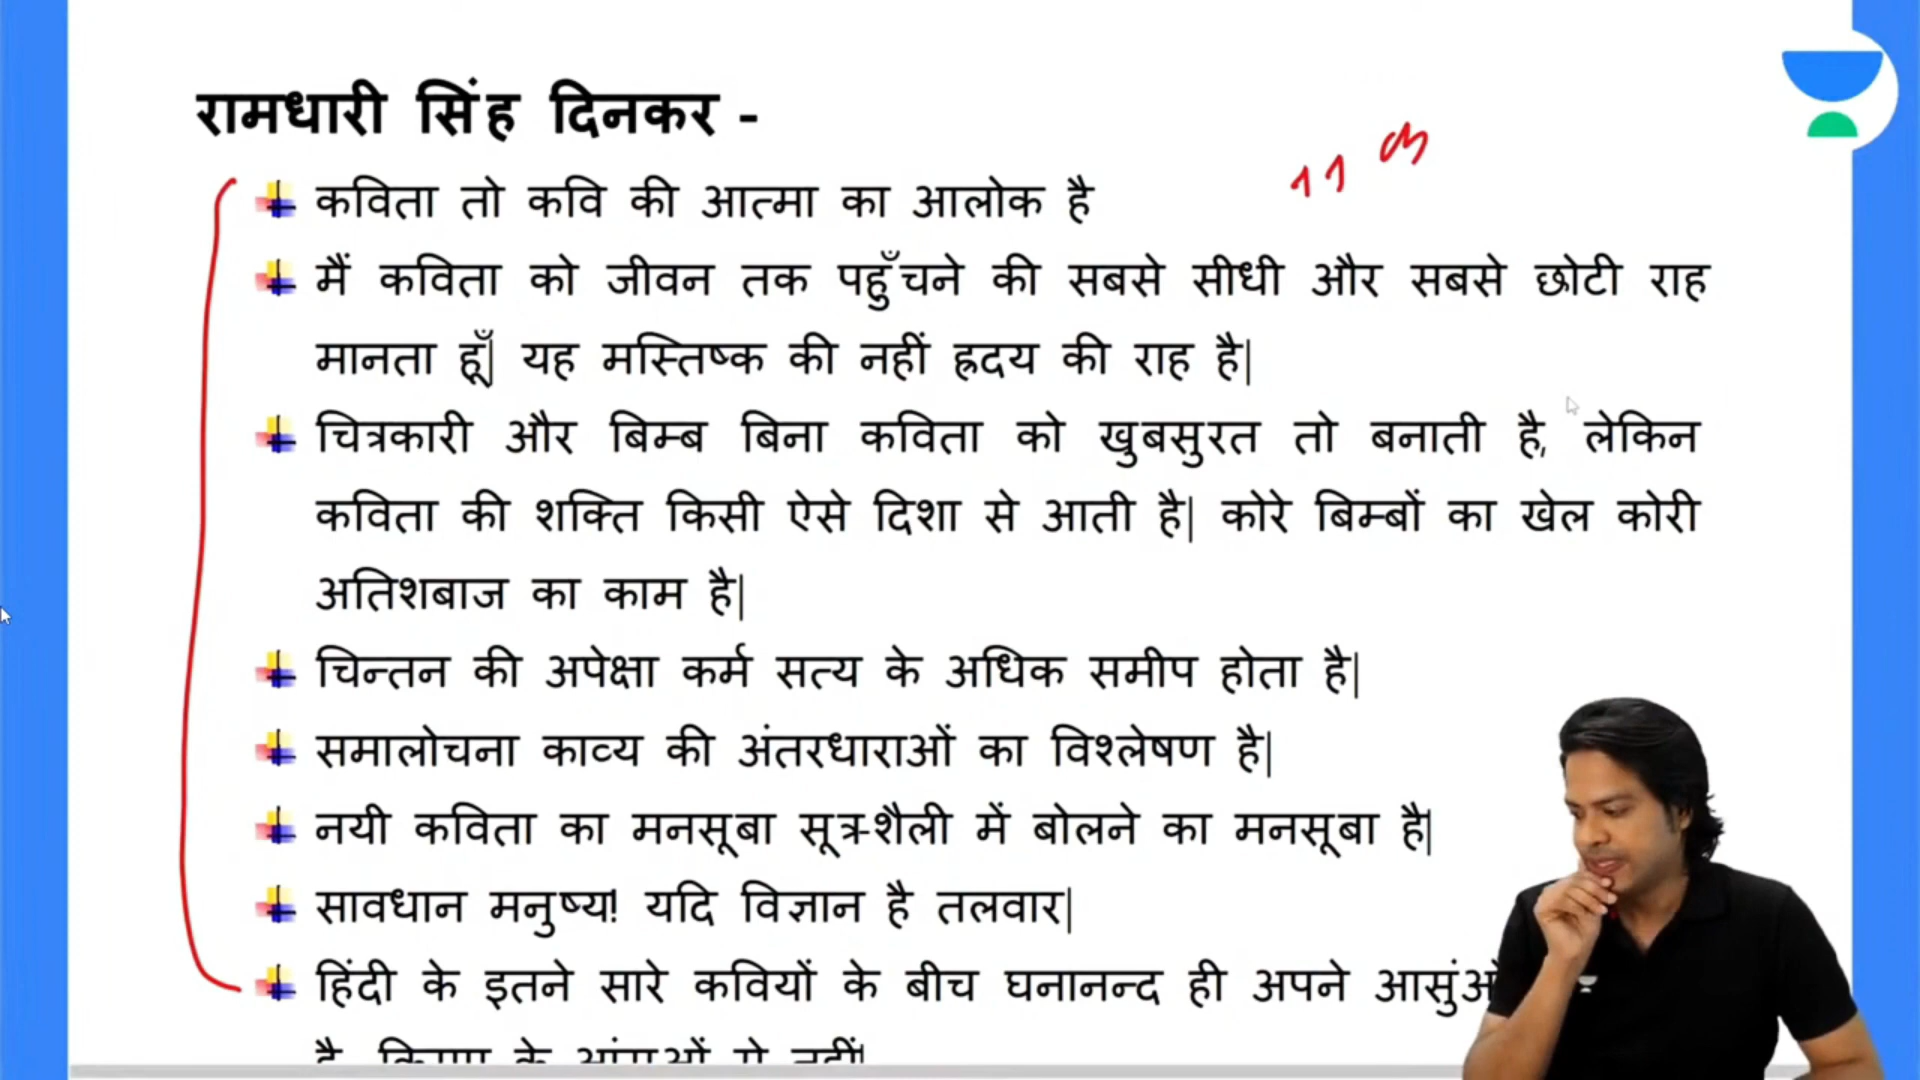 रामधारी सिंह दिनकर -
11
कविता तो कवि की आत्मा का आलोक है
मैं कविता को जीवन तक पहुँचने की सबसे सीधी और सबसे छोटी राह
मानता हूँ| यह मस्तिष्क की नहीं ह्रदय की राह है|
चित्रकारी और बिम्ब बिना कविता को खुबसुरत तो बनाती है, लेकिन
कविता की शक्ति किसी ऐसे दिशा से आती है| कोरे बिम्बों का खेल कोरी
अतिशबाज का काम है|
चिन्तन की अपेक्षा कर्म सत्य के अधिक समीप होता है|
समालोचना काव्य की अंतरधाराओं का विश्लेषण है|
नयी कविता का मनसूबा सूत्र-शैली में बोलने का मनसूबा है|
सावधान मनुष्य! यदि विज्ञान है तलवार|
हिंदी के इतने सारे कवियों के बीच घनानन्द ही अपने
है के से नहीं|